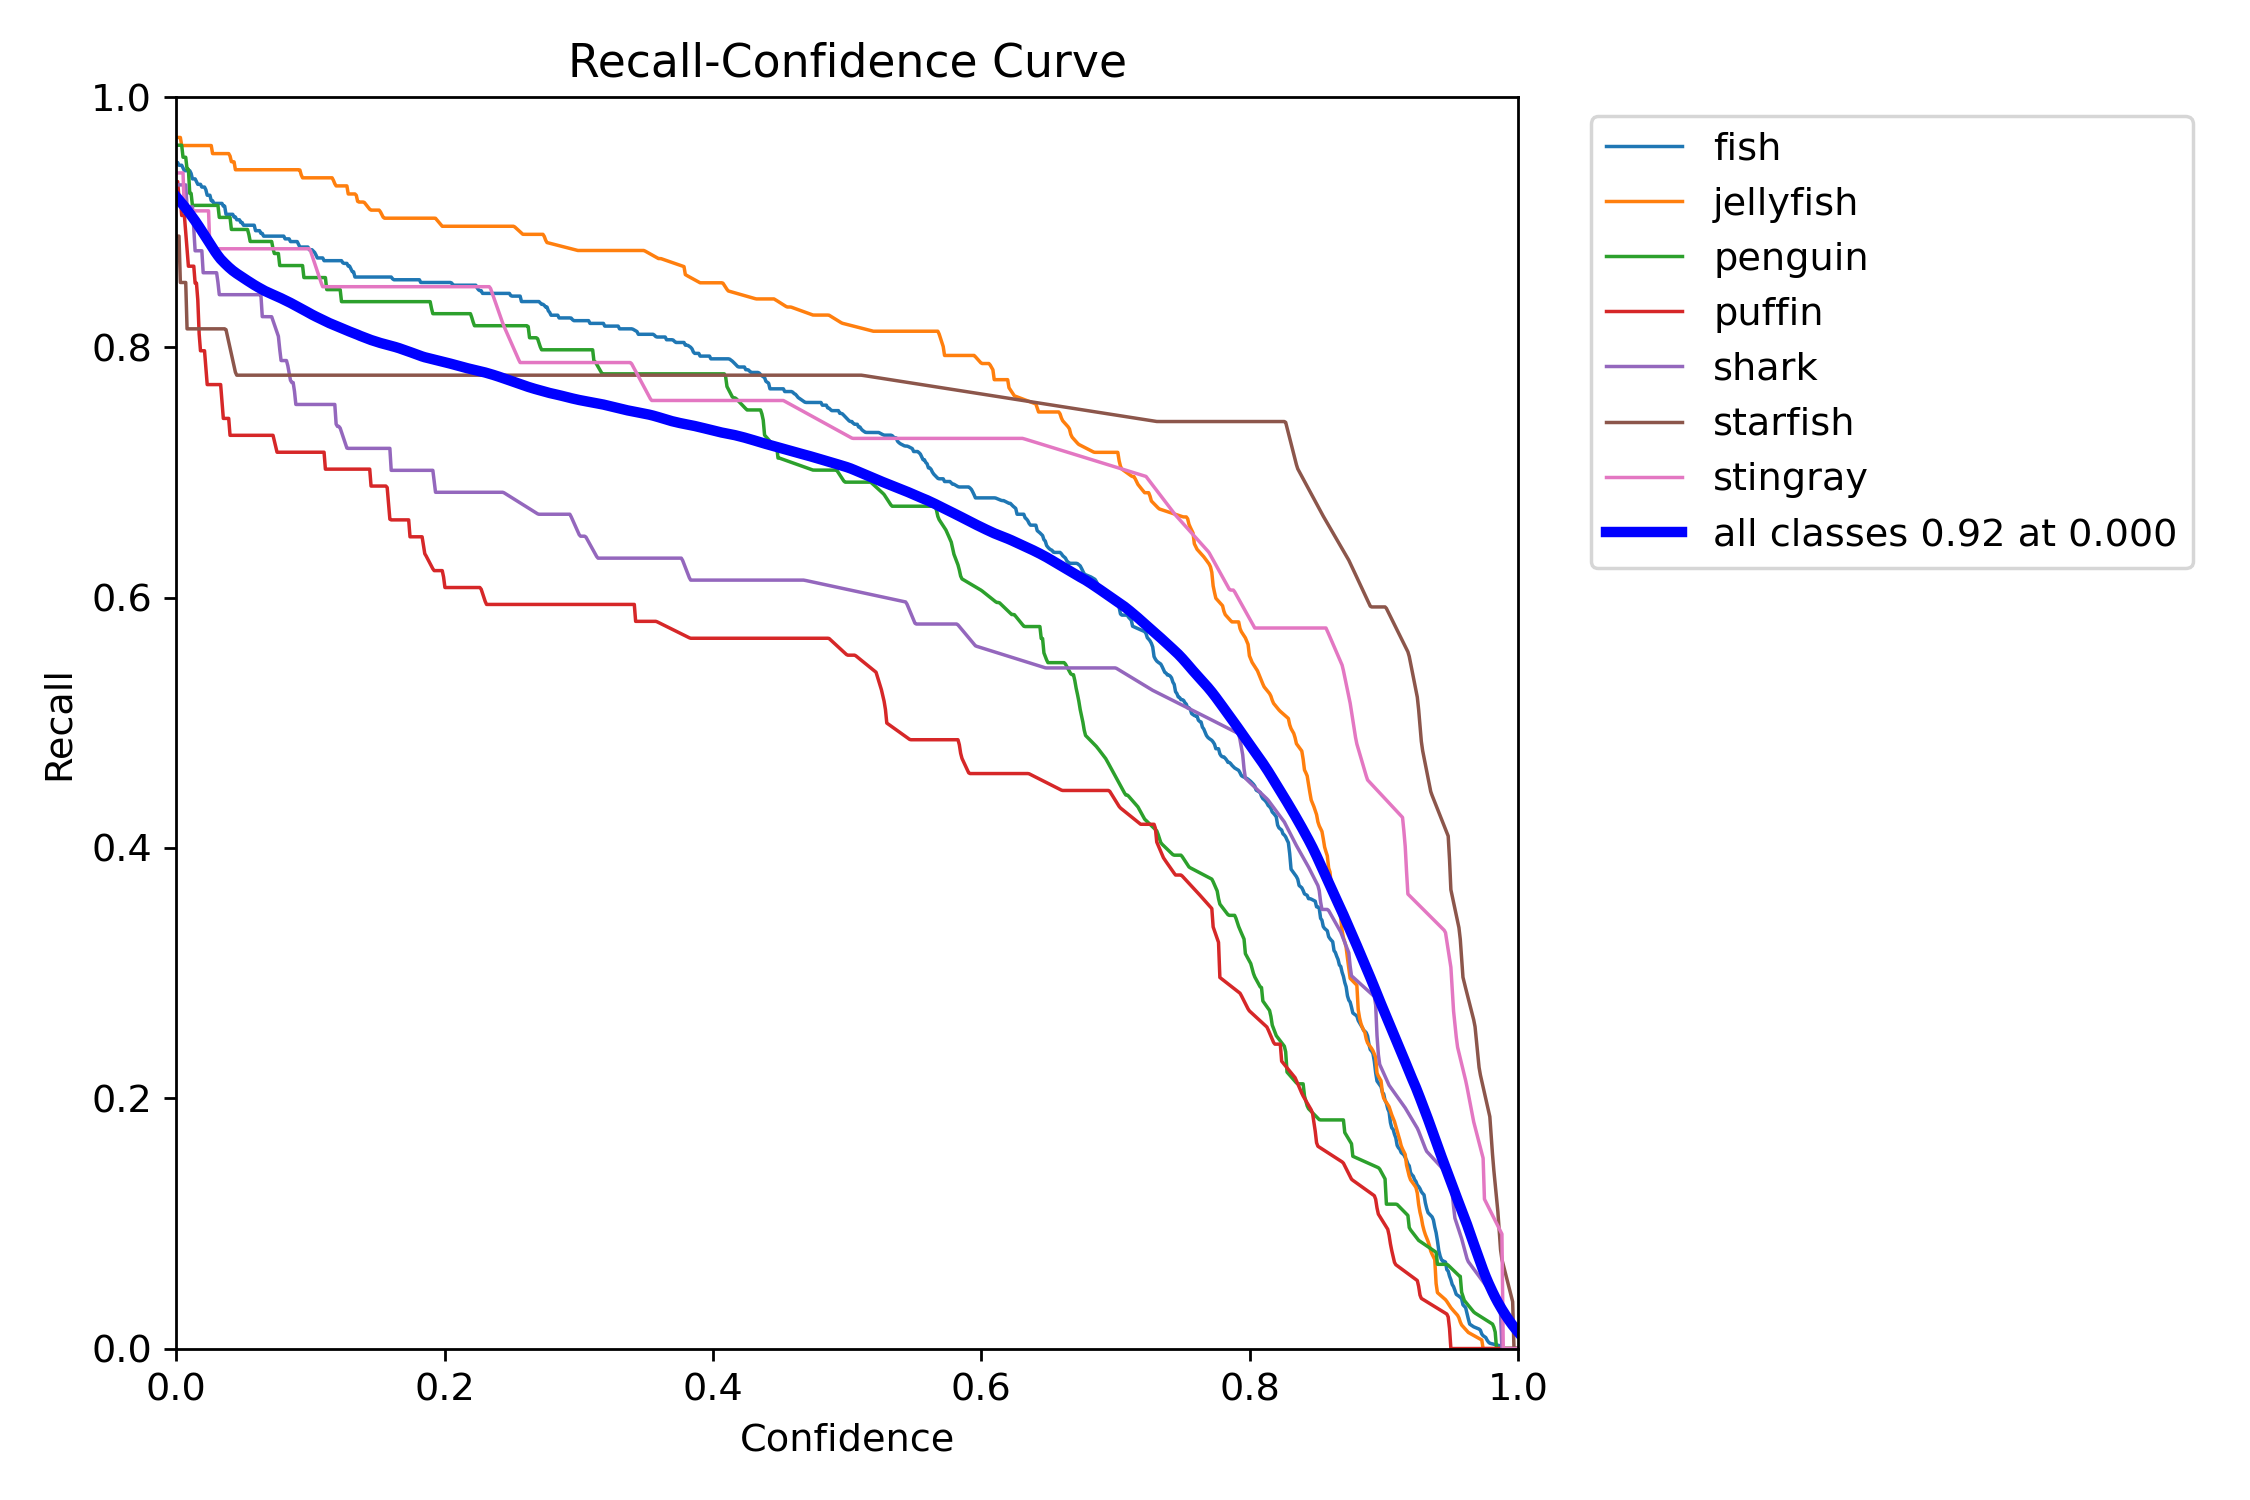 Recall-Confidence Curve
1.0
0.8
0.6
0.4
0.2
0.0
Recall
0.0 0.2 0.4 0.6 0.8 1.0
Confidence
fish
jellyfish
penguin
puffin
shark
starfish
stingray
all classes 0.92 at 0.000